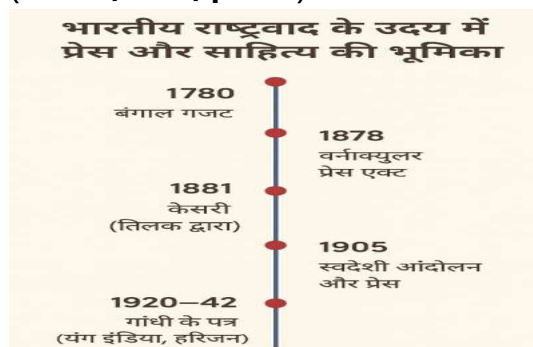 भारतीय राष्ट्रवाद के उदय में
प्रेस और साहित्य की भूमिका
1780
बंगाल गजट
1878
वर्नाक्युलर
प्रेस एक्ट
1881
केसरी
(तिलक द्वारा)
1905
स्वदेशी आंदोलन
और प्रेस
1920–42
गांधी के पत्र
(यंग इंडिया, हरिजन)